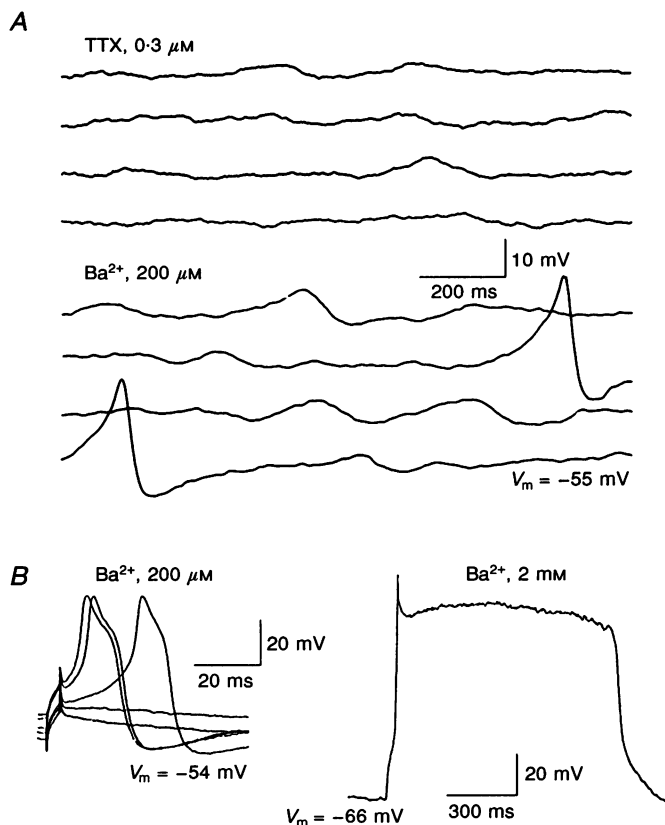 A
TTX, 0·3 μM
10 mV
200 ms
Ba²⁺, 200 μM
Vₘ = −55 mV
B
Ba²⁺, 200 μM
20 mV
20 ms
Vₘ = −54 mV
Ba²⁺, 2 mM
20 mV
300 ms
Vₘ = −66 mV